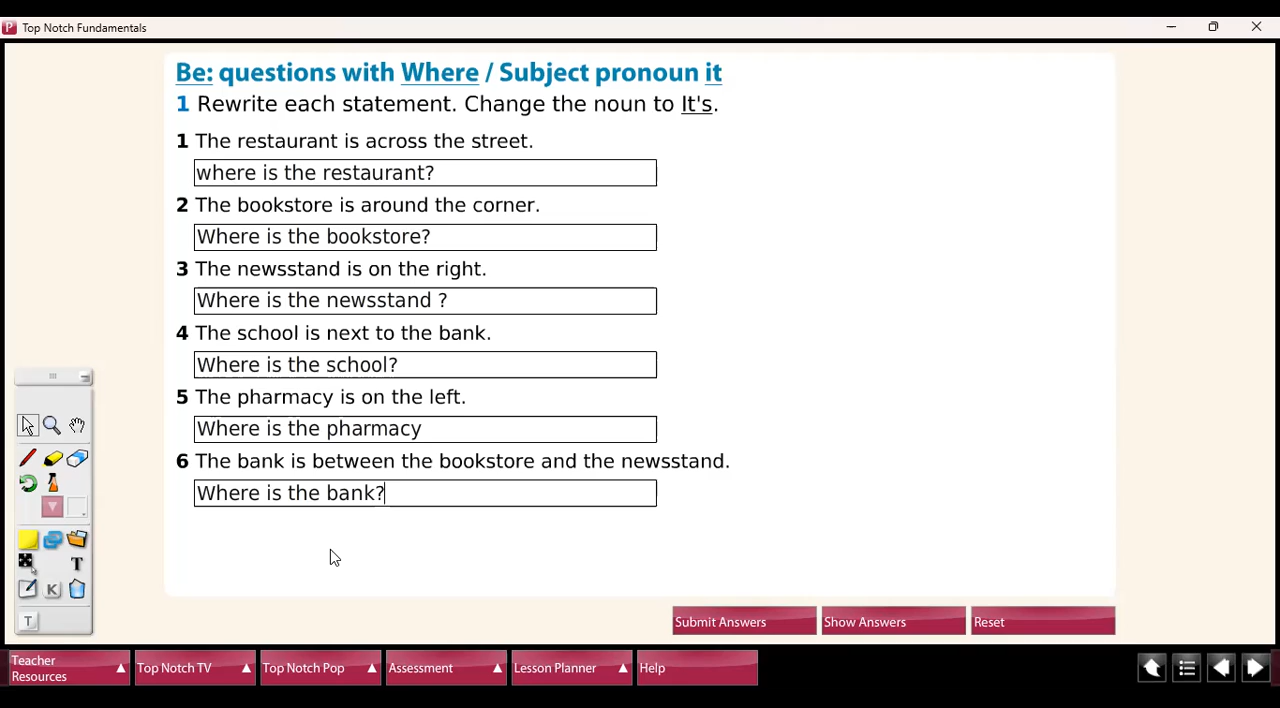 Top Notch Fundamentals
Be: questions with Where / Subject pronoun it
1 Rewrite each statement. Change the noun to It's.
1 The restaurant is across the street.
where is the restaurant?
2 The bookstore is around the corner.
Where is the bookstore?
3 The newsstand is on the right.
Where is the newsstand ?
4 The school is next to the bank.
Where is the school?
5 The pharmacy is on the left.
Where is the pharmacy
6 The bank is between the bookstore and the newsstand.
Where is the bank?
T
K
T
Submit Answers
Show Answers
Reset
Teacher
Resources
Top Notch TV
Top Notch Pop
Assessment
Lesson Planner
Help